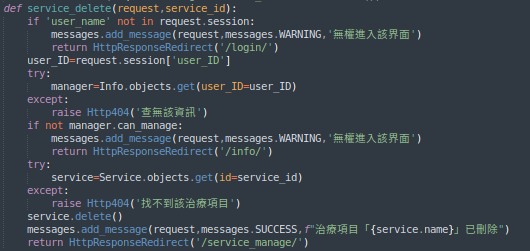 def service_delete(request,service_id):
    if 'user_name' not in request.session:
        messages.add_message(request,messages.WARNING,'無權進入該界面')
        return HttpResponseRedirect('/login/')
    user_ID=request.session['user_ID']
    try:
        manager=Info.objects.get(user_ID=user_ID)
    except:
        raise Http404('查無該資訊')
    if not manager.can_manage:
        messages.add_message(request,messages.WARNING,'無權進入該界面')
        return HttpResponseRedirect('/info/')
    try:
        service=Service.objects.get(id=service_id)
    except:
        raise Http404('找不到該治療項目')
    service.delete()
    messages.add_message(request,messages.SUCCESS,f"治療項目「{service.name}」已刪除")
    return HttpResponseRedirect('/service_manage/')